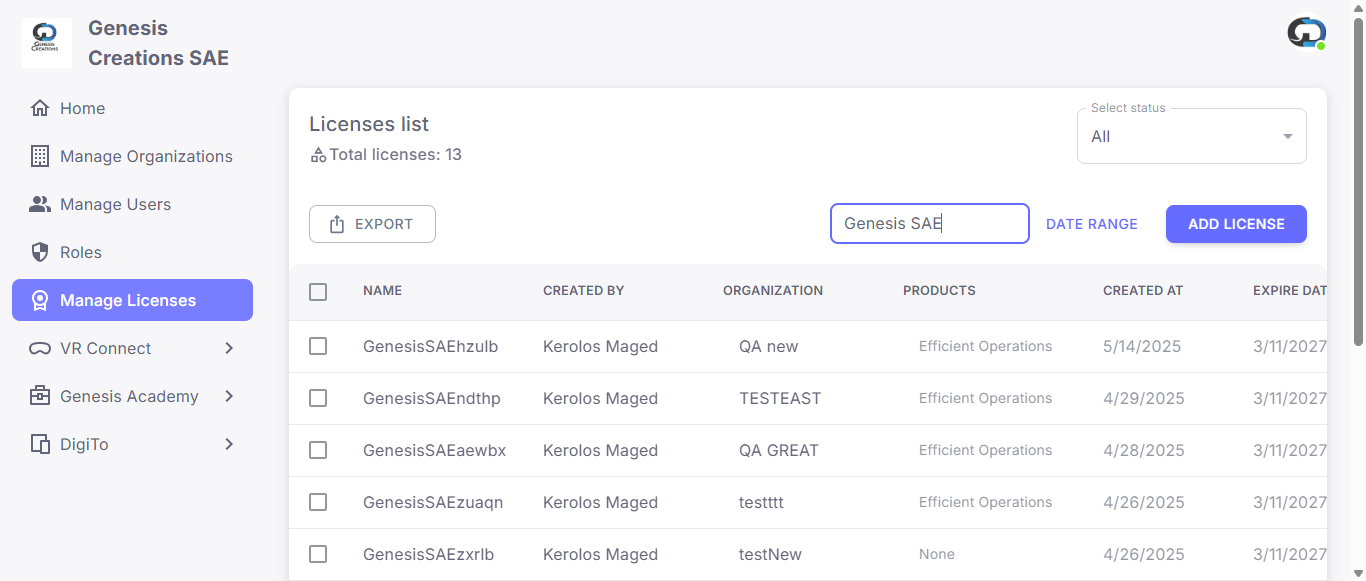 GENESIS
CREATIONS
Genesis
Creations SAE
Home
Manage Organizations
Manage Users
Roles
Manage Licenses
VR Connect
Genesis Academy
DigiTo
Licenses list
Total licenses: 13
Select status
All
EXPORT
Genesis SAE
DATE RANGE
ADD LICENSE
NAME CREATED BY ORGANIZATION PRODUCTS CREATED AT EXPIRE DAT
GenesisSAEhzulb Kerolos Maged QA new Efficient Operations 5/14/2025 3/11/2027
GenesisSAEndthp Kerolos Maged TESTEAST Efficient Operations 4/29/2025 3/11/2027
GenesisSAEaewbx Kerolos Maged QA GREAT Efficient Operations 4/28/2025 3/11/2027
GenesisSAEzuaqn Kerolos Maged testttt Efficient Operations 4/26/2025 3/11/2027
GenesisSAEzxrlb Kerolos Maged testNew None 4/26/2025 3/11/2027